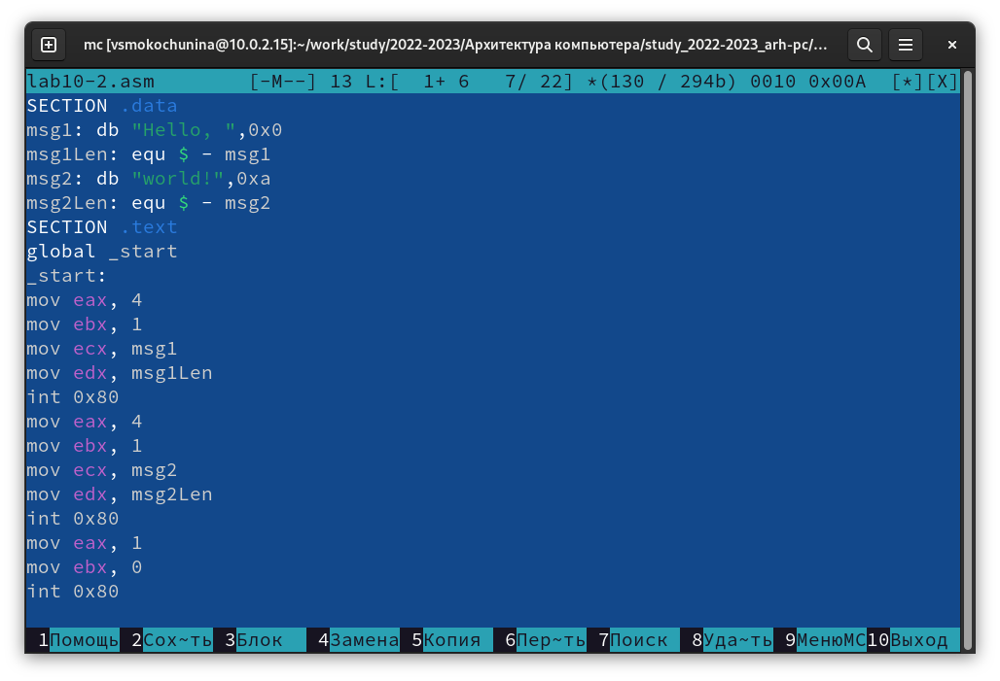 mc [vsmokochunina@10.0.2.15]:~/work/study/2022-2023/Архитектура компьютера/study_2022-2023_arh-pc/...
lab10-2.asm [-M--] 13 L:[ 1+ 6 7/ 22] *(130 / 294b) 0010 0x00A [*][X]
SECTION .data
msg1: db "Hello, ",0x0
msg1Len: equ $ - msg1
msg2: db "world!",0xa
msg2Len: equ $ - msg2
SECTION .text
global _start
_start:
mov eax, 4
mov ebx, 1
mov ecx, msg1
mov edx, msg1Len
int 0x80
mov eax, 4
mov ebx, 1
mov ecx, msg2
mov edx, msg2Len
int 0x80
mov eax, 1
mov ebx, 0
int 0x80
1Помощь 2Сох~ть 3Блок 4Замена 5Копия 6Пер~ть 7Поиск 8Уда~ть 9МенюMC10Выход